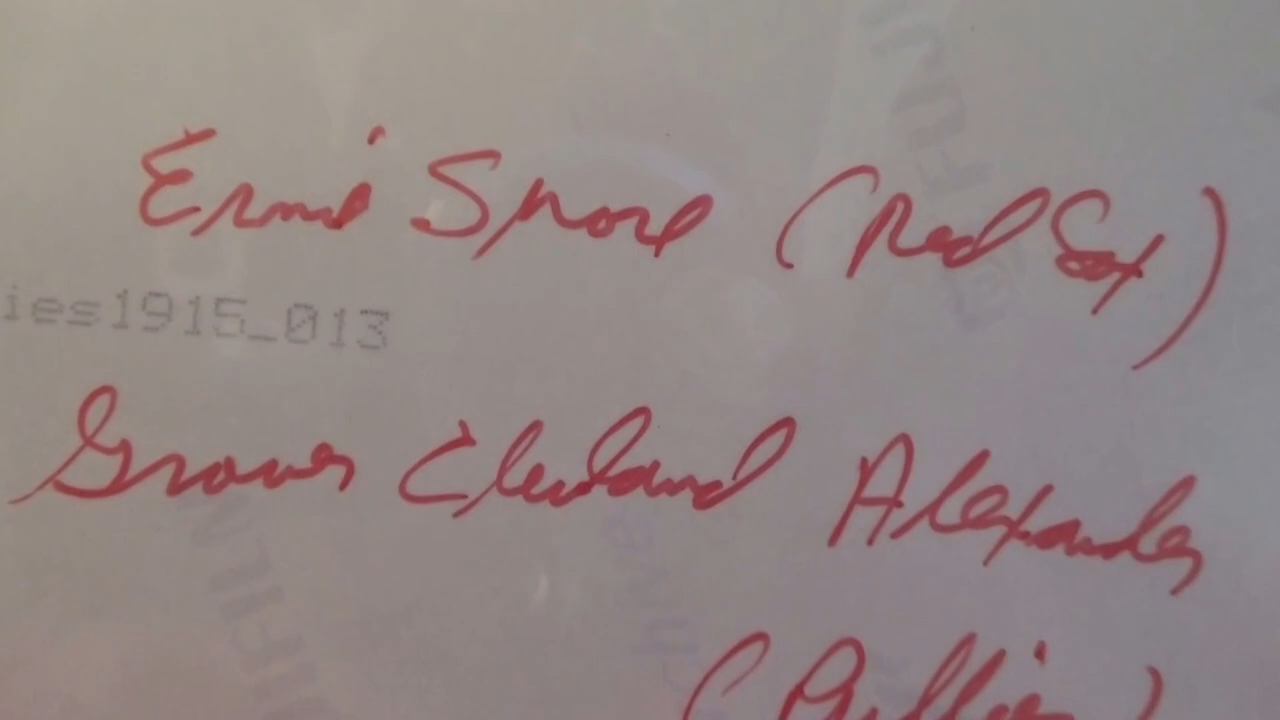 Ernie Shore (Red Sox)
ies1915_013
Grover Cleveland Alexander
(Phillies)